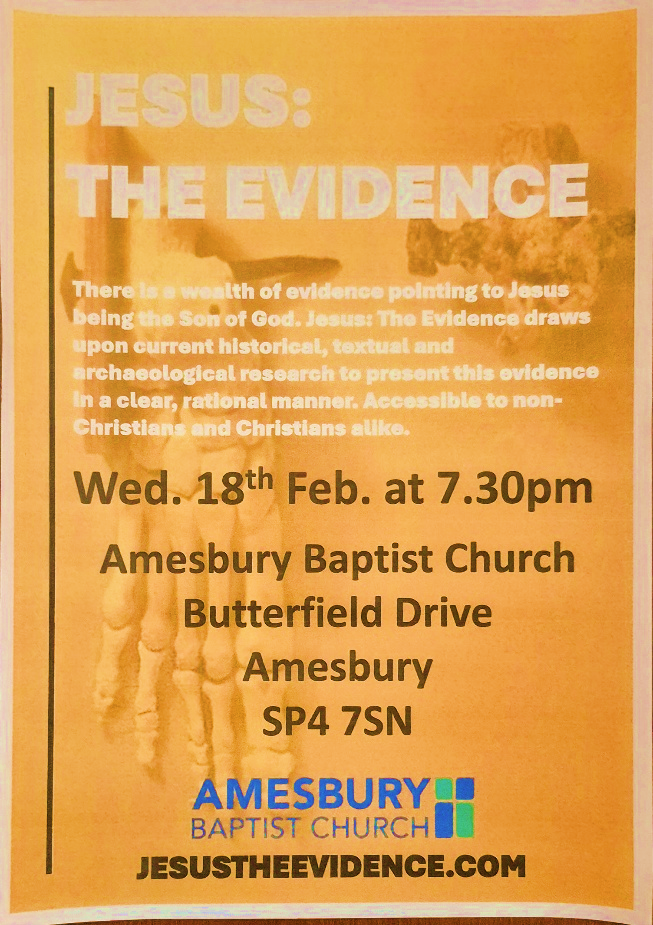 JESUS:
THE EVIDENCE
There is a wealth of evidence pointing to Jesus
being the Son of God. Jesus: The Evidence draws
upon current historical, textual and
archaeological research to present this evidence
in a clear, rational manner. Accessible to non-
Christians and Christians alike.
Wed. 18th Feb. at 7.30pm
Amesbury Baptist Church
Butterfield Drive
Amesbury
SP4 7SN
AMESBURY
BAPTIST CHURCH
JESUSTHEEVIDENCE.COM